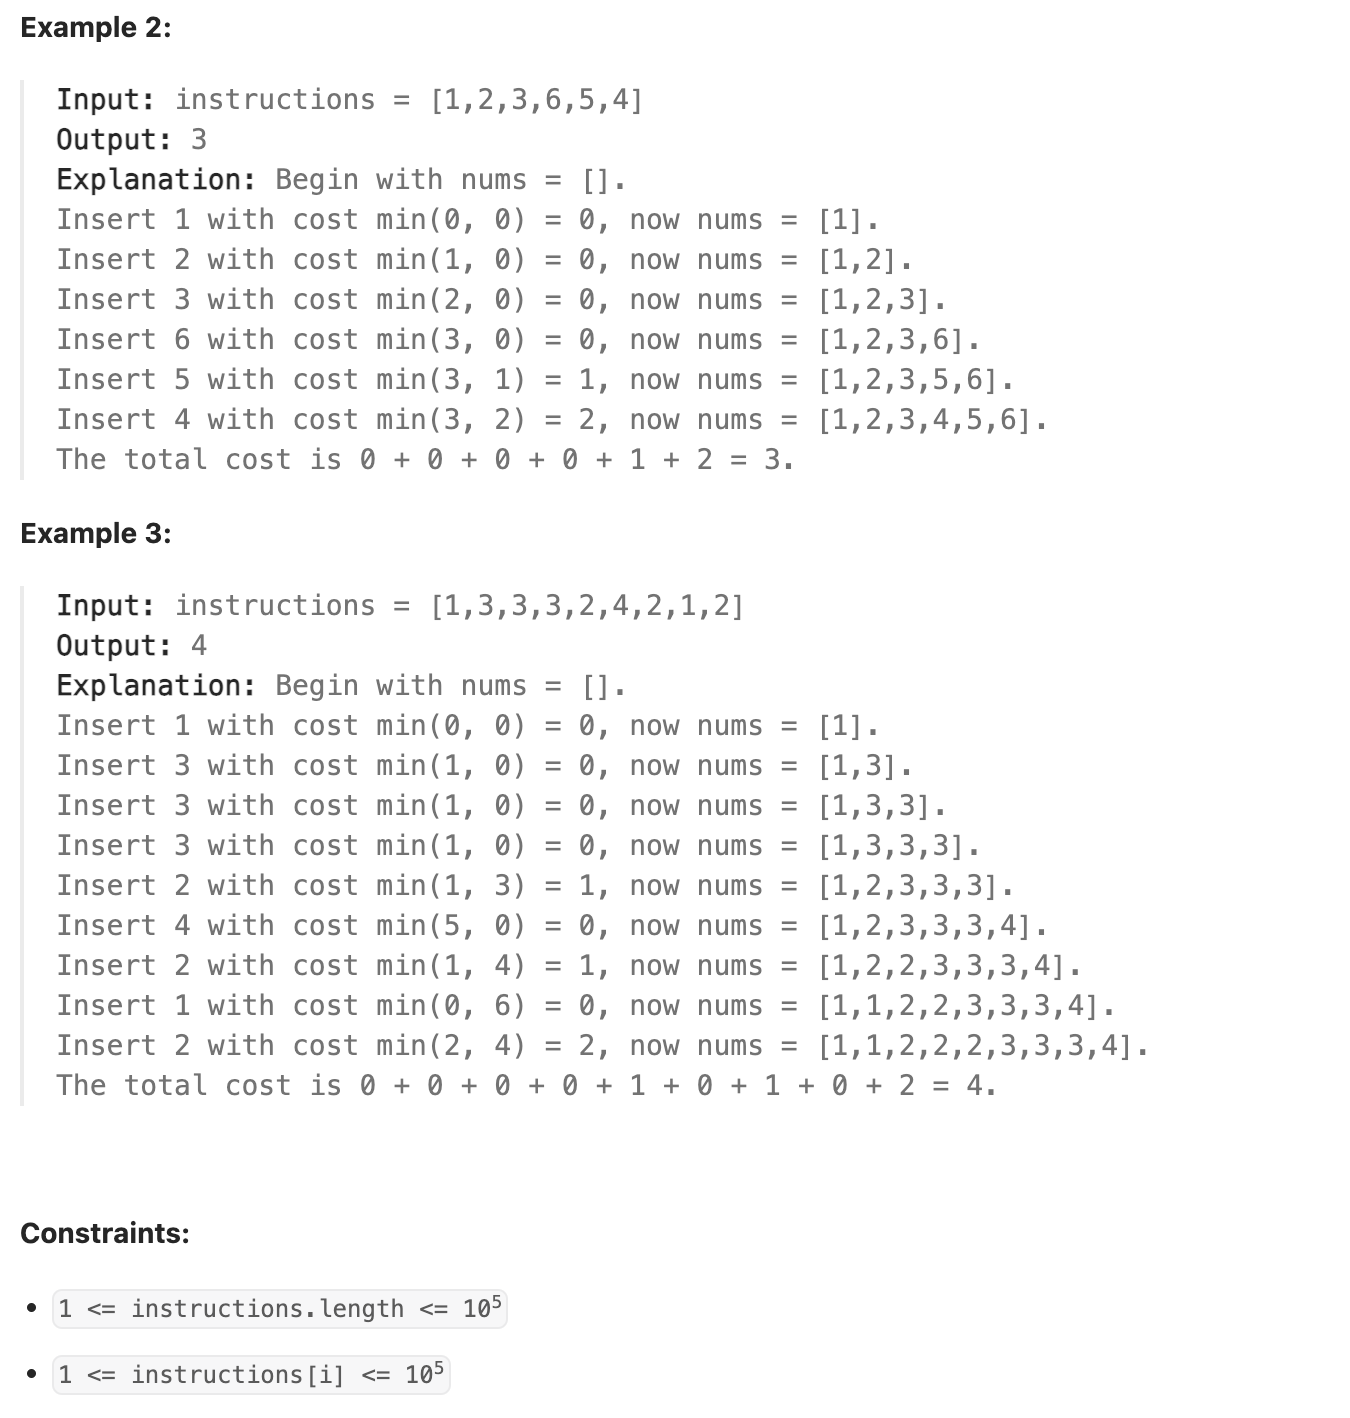 Example 2:
Input: instructions = [1,2,3,6,5,4]
Output: 3
Explanation: Begin with nums = [].
Insert 1 with cost min(0, 0) = 0, now nums = [1].
Insert 2 with cost min(1, 0) = 0, now nums = [1,2].
Insert 3 with cost min(2, 0) = 0, now nums = [1,2,3].
Insert 6 with cost min(3, 0) = 0, now nums = [1,2,3,6].
Insert 5 with cost min(3, 1) = 1, now nums = [1,2,3,5,6].
Insert 4 with cost min(3, 2) = 2, now nums = [1,2,3,4,5,6].
The total cost is 0 + 0 + 0 + 0 + 1 + 2 = 3.
Example 3:
Input: instructions = [1,3,3,3,2,4,2,1,2]
Output: 4
Explanation: Begin with nums = [].
Insert 1 with cost min(0, 0) = 0, now nums = [1].
Insert 3 with cost min(1, 0) = 0, now nums = [1,3].
Insert 3 with cost min(1, 0) = 0, now nums = [1,3,3].
Insert 3 with cost min(1, 0) = 0, now nums = [1,3,3,3].
Insert 2 with cost min(1, 3) = 1, now nums = [1,2,3,3,3].
Insert 4 with cost min(5, 0) = 0, now nums = [1,2,3,3,3,4].
Insert 2 with cost min(1, 4) = 1, now nums = [1,2,2,3,3,3,4].
Insert 1 with cost min(0, 6) = 0, now nums = [1,1,2,2,3,3,3,4].
Insert 2 with cost min(2, 4) = 2, now nums = [1,1,2,2,2,3,3,3,4].
The total cost is 0 + 0 + 0 + 0 + 1 + 0 + 1 + 0 + 2 = 4.
Constraints:
• 1 <= instructions.length <= 10⁵
• 1 <= instructions[i] <= 10⁵